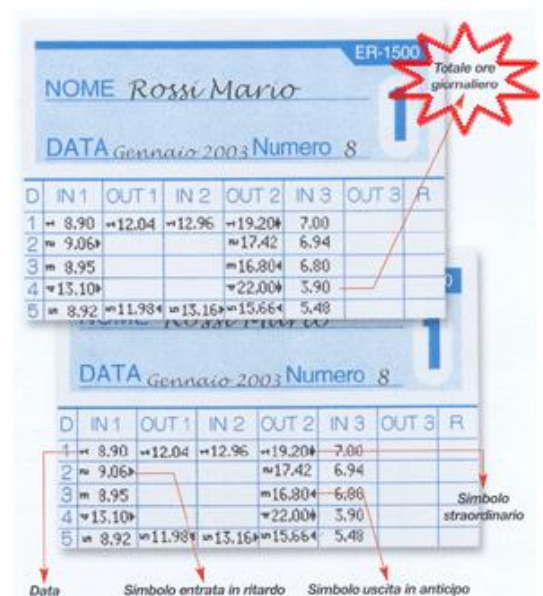 ER-1500
Totale ore
giornaliero
NOME Rossi Mario
1
DATA Gennaio 2003 Numero 8
D IN 1 OUT 1 IN 2 OUT 2 IN 3 OUT 3 R
1 8.90 12.04 12.96 19.20 7.00
2 9.06 17.42 6.94
3 8.95 16.80 6.80
4 13.10 22.00 3.90
5 8.92 11.98 13.16 15.66 5.48
NOME Rossi Mario
1
DATA Gennaio 2003 Numero 8
D IN 1 OUT 1 IN 2 OUT 2 IN 3 OUT 3 R
1 8.90 12.04 12.96 19.20 7.00
2 9.06 17.42 6.94
3 8.95 16.80 6.80
4 13.10 22.00 3.90
5 8.92 11.98 13.16 15.66 5.48
Simbolo
straordinario
Data Simbolo entrata in ritardo Simbolo uscita in anticipo